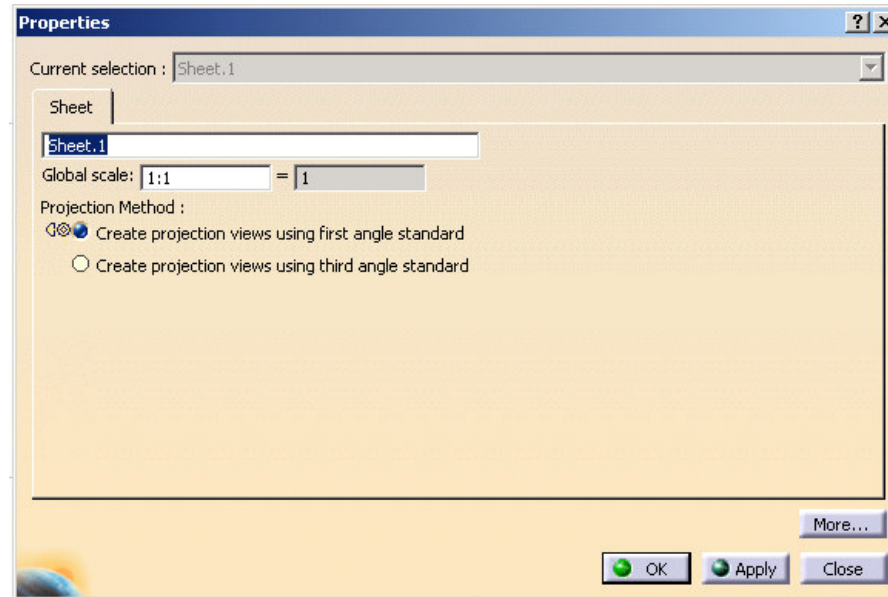 Properties
Current selection : Sheet.1
Sheet
Sheet.1
Global scale: 1:1 = 1
Projection Method :
Create projection views using first angle standard
Create projection views using third angle standard
More...
OK Apply Close